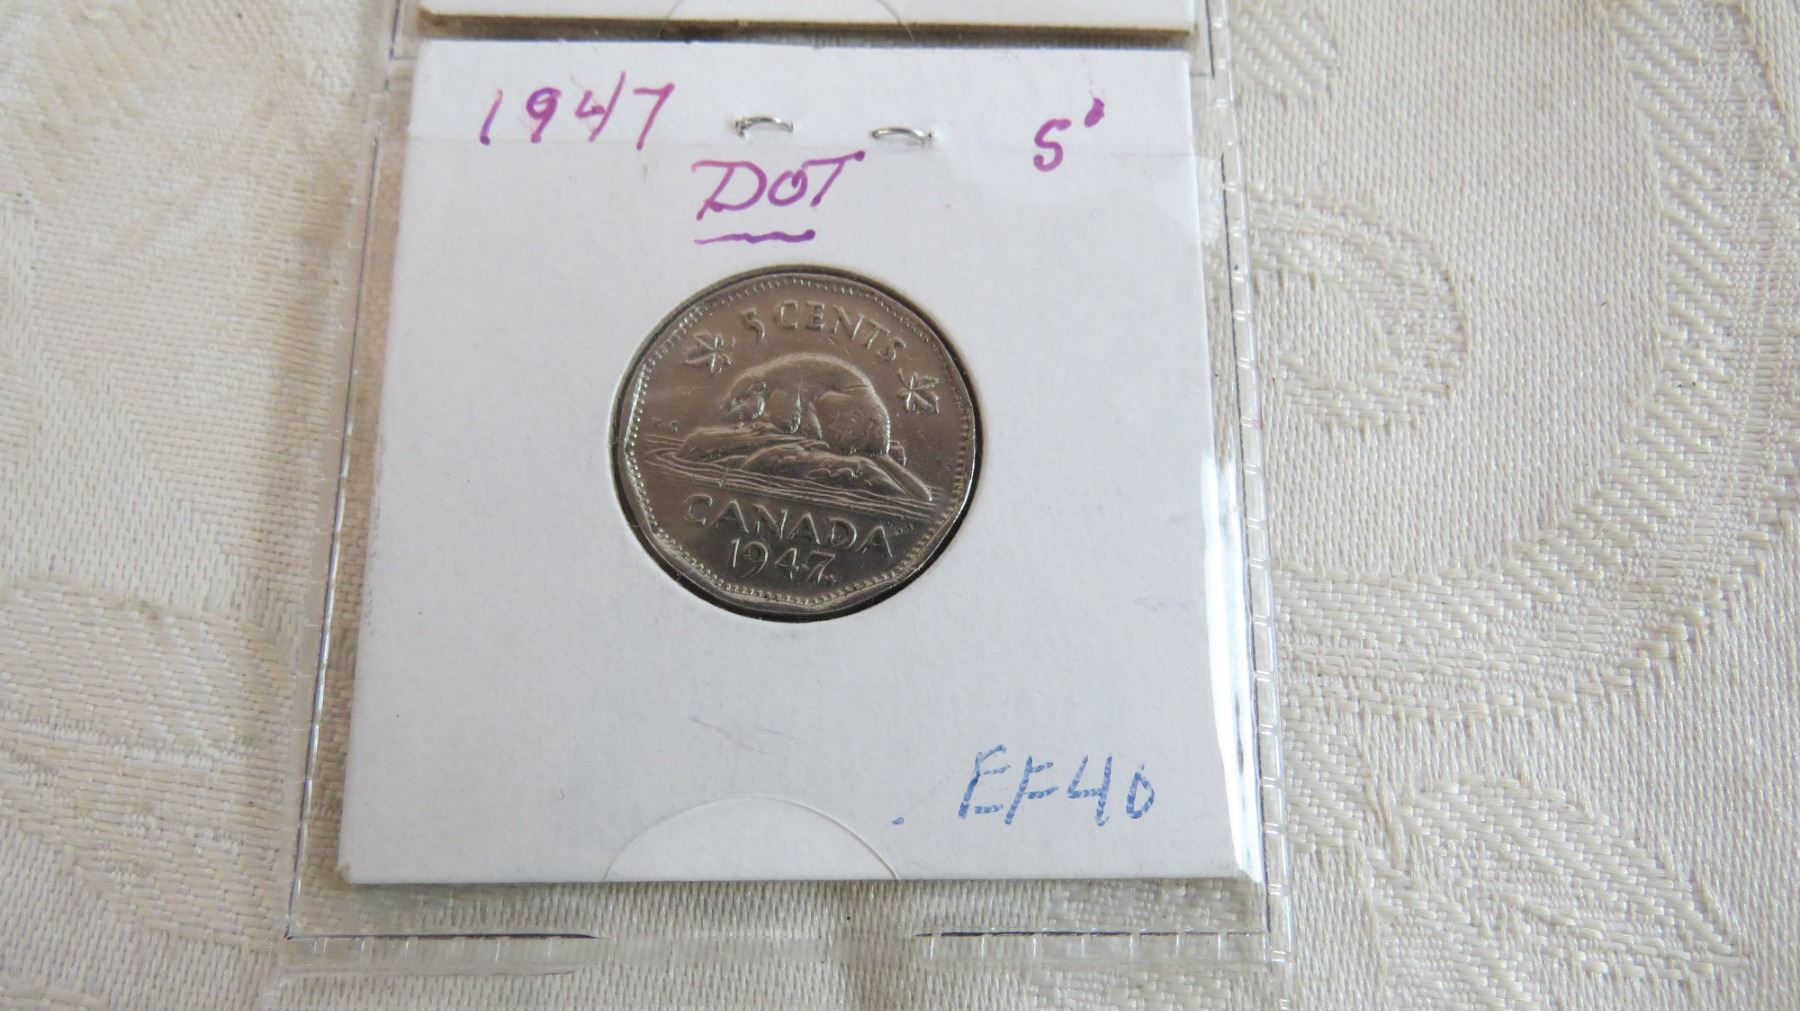 1947 5¢
DOT
5 CENTS
K G
CANADA
1947.
EF40